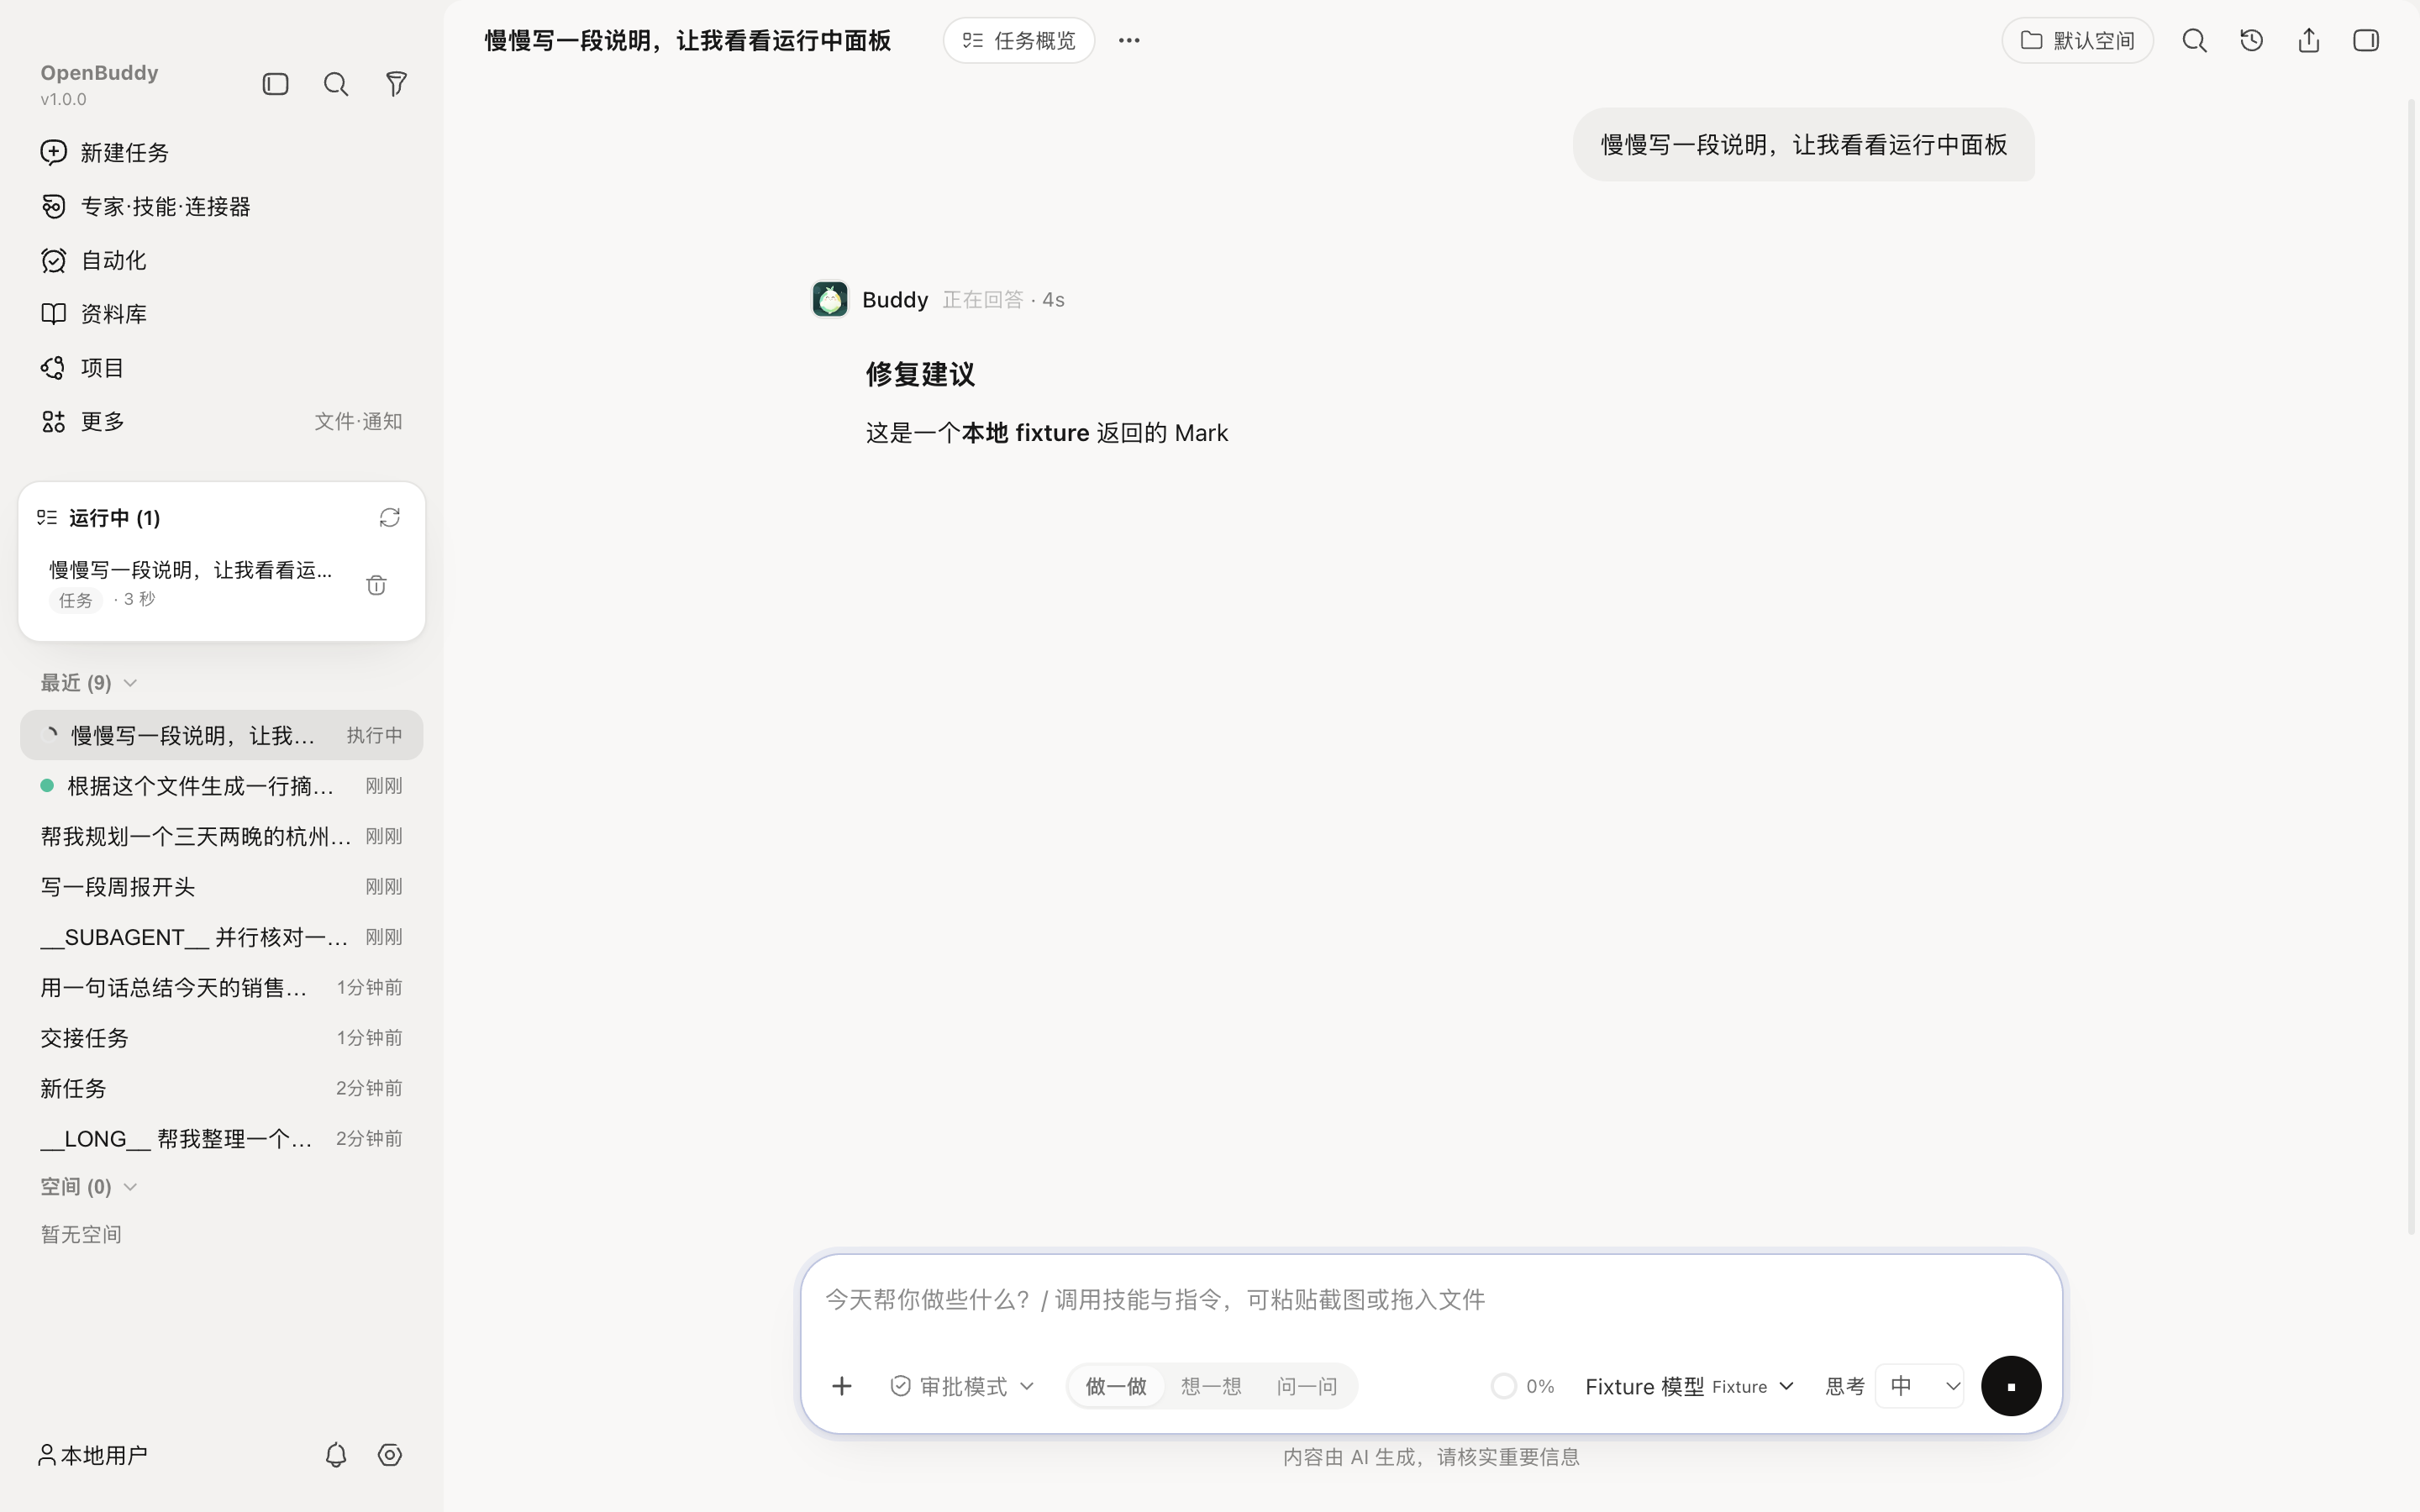 OpenBuddy
v1.0.0
新建任务
专家·技能·连接器
自动化
资料库
项目
更多 文件·通知
运行中 (1)
慢慢写一段说明，让我看看运...
任务 · 3 秒
最近 (9)
慢慢写一段说明，让我... 执行中
根据这个文件生成一行摘... 刚刚
帮我规划一个三天两晚的杭州... 刚刚
写一段周报开头 刚刚
__SUBAGENT__ 并行核对一... 刚刚
用一句话总结今天的销售... 1分钟前
交接任务 1分钟前
新任务 2分钟前
__LONG__ 帮我整理一个... 2分钟前
空间 (0)
暂无空间
本地用户
慢慢写一段说明，让我看看运行中面板 任务概览 默认空间
慢慢写一段说明，让我看看运行中面板
Buddy 正在回答 · 4s
修复建议
这是一个本地 fixture 返回的 Mark
今天帮你做些什么？/ 调用技能与指令，可粘贴截图或拖入文件
审批模式 做一做 想一想 问一问 0% Fixture 模型 Fixture 思考 中
内容由 AI 生成，请核实重要信息